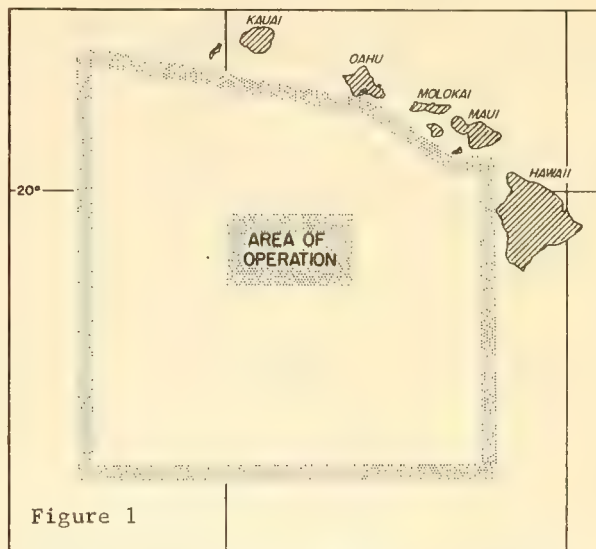 KAUAI
OAHU
MOLOKAI
MAUI
HAWAII
20°
AREA OF
OPERATION
Figure 1